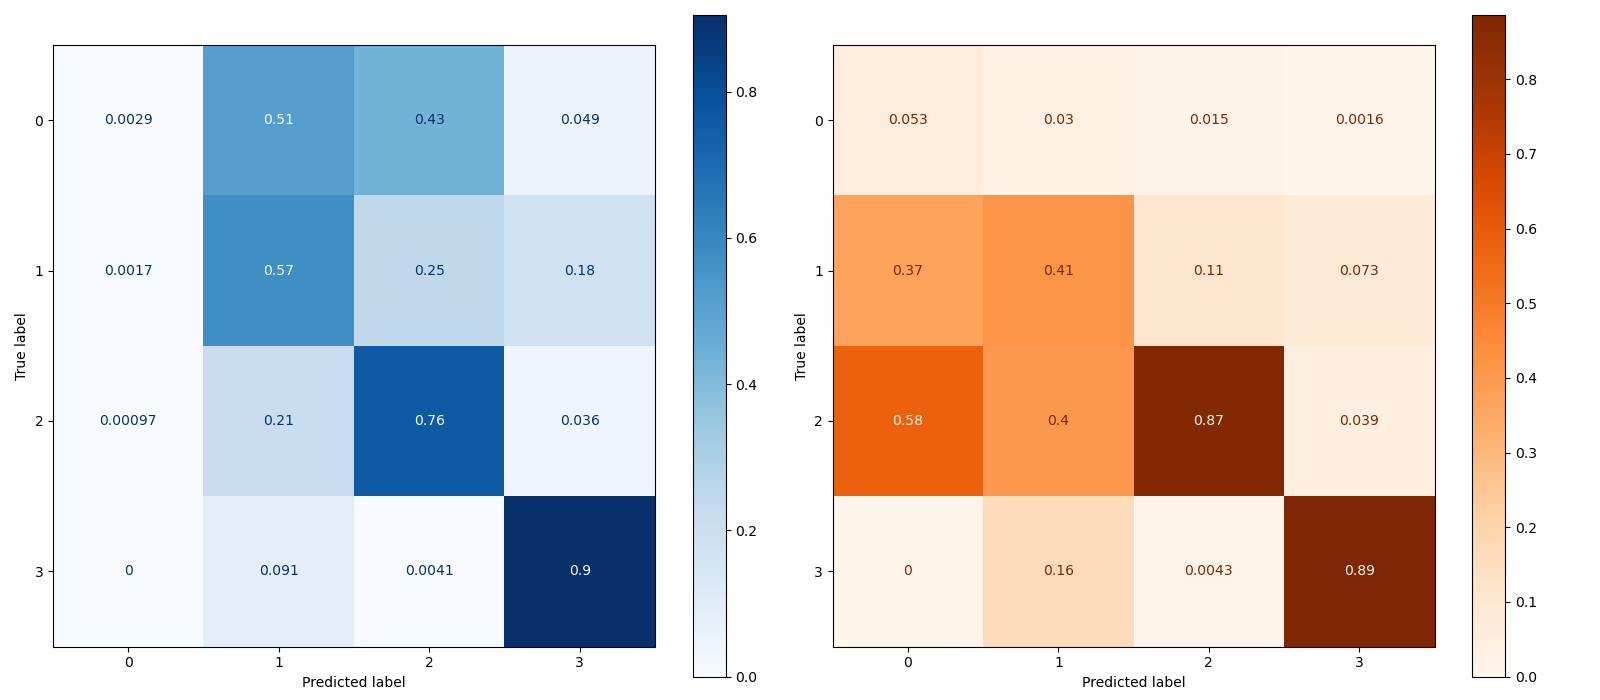 0 0.0029 0.51 0.43 0.049
1 0.0017 0.57 0.25 0.18
2 0.00097 0.21 0.76 0.036
3 0 0.091 0.0041 0.9
0 1 2 3
True label
Predicted label
0.8
0.6
0.4
0.2
0.0
0 0.053 0.03 0.015 0.0016
1 0.37 0.41 0.11 0.073
2 0.58 0.4 0.87 0.039
3 0 0.16 0.0043 0.89
0 1 2 3
True label
Predicted label
0.8
0.7
0.6
0.5
0.4
0.3
0.2
0.1
0.0